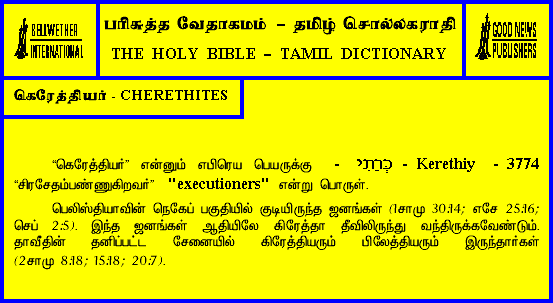 BELLWETHER
INTERNATIONAL
பரிசுத்த வேதாகமம் – தமிழ் சொல்லகராதி
THE HOLY BIBLE – TAMIL DICTIONARY
GOOD NEWS
PUBLISHERS
கெரேத்தியர் - CHERETHITES
“கெரேத்தியர்” என்னும் எபிரெய பெயருக்கு - כְּרֵתִי - Kerethiy - 3774
“சிரசேதம்பண்ணுகிறவர்” "executioners" என்று பொருள்.
பெலிஸ்தியாவின் நெகேப் பகுதியில் குடியிருந்த ஜனங்கள் (1சாமு 30:14; எசே 25:16;
செப் 2:5). இந்த ஜனங்கள் ஆதியிலே கிரேத்தா தீவிலிருந்து வந்திருக்கவேண்டும்.
தாவீதின் தனிப்பட்ட சேனையில் கிரேத்தியரும் பிலேத்தியரும் இருந்தார்கள்
(2சாமு 8:18; 15:18; 20:7).